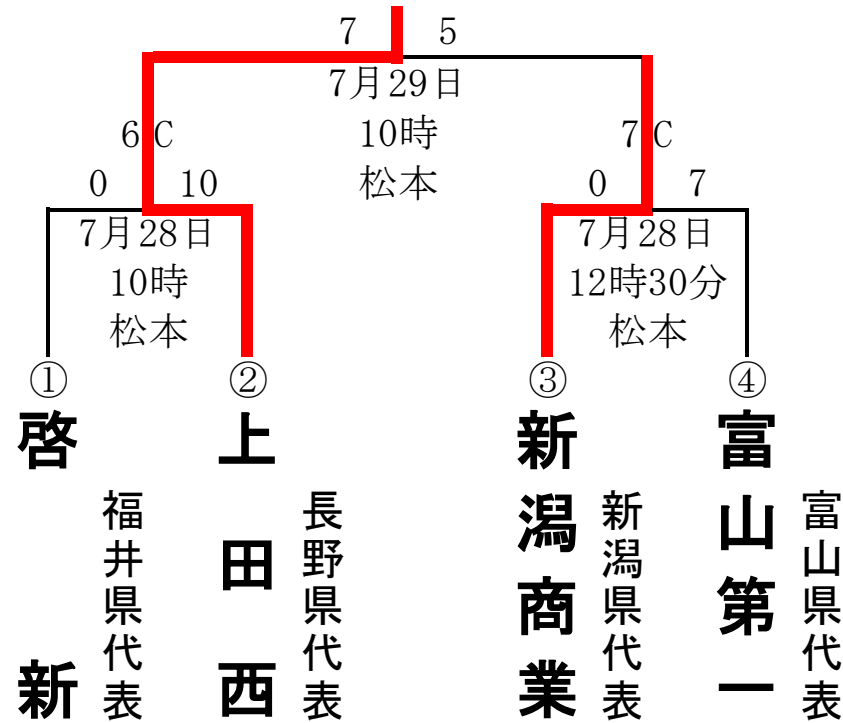 7 5
7月29日
10時
松本
6 C
7 C
0 10
0 7
7月28日
10時
松本
7月28日
12時30分
松本
①
②
③
④
啓新
福井県代表
上田西
長野県代表
新潟商業
新潟県代表
富山第一
富山県代表